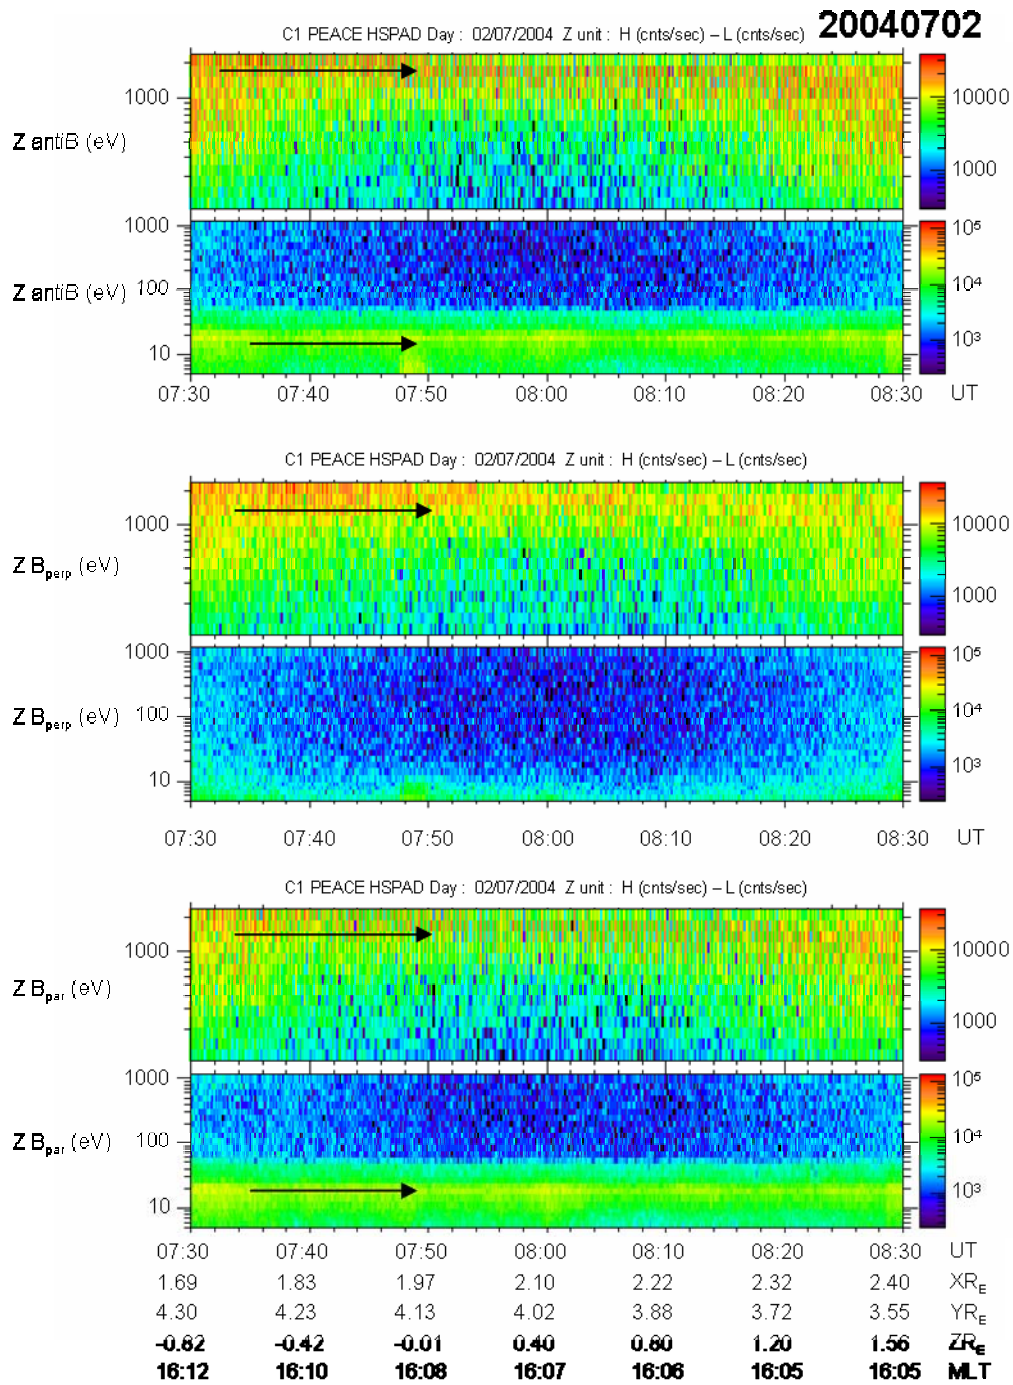 20040702
C1 PEACE HSPAD Day : 02/07/2004 Z unit : H (cnts/sec) – L (cnts/sec)
1000
10000
Z antiB (eV)
1000
1000
10⁵
Z antiB (eV) 100
10⁴
10³
10
07:30 07:40 07:50 08:00 08:10 08:20 08:30 UT
C1 PEACE HSPAD Day : 02/07/2004 Z unit : H (cnts/sec) – L (cnts/sec)
1000
10000
Z Bperp (eV)
1000
1000
10⁵
Z Bperp (eV) 100
10⁴
10³
10
07:30 07:40 07:50 08:00 08:10 08:20 08:30 UT
C1 PEACE HSPAD Day : 02/07/2004 Z unit : H (cnts/sec) – L (cnts/sec)
1000
10000
Z Bpar (eV)
1000
1000
10⁵
Z Bpar (eV) 100
10⁴
10³
10
07:30 07:40 07:50 08:00 08:10 08:20 08:30 UT
1.69 1.83 1.97 2.10 2.22 2.32 2.40 XRE
4.30 4.23 4.13 4.02 3.88 3.72 3.55 YRE
-0.82 -0.42 -0.01 0.40 0.80 1.20 1.56 ZRE
16:12 16:10 16:08 16:07 16:06 16:05 16:05 MLT